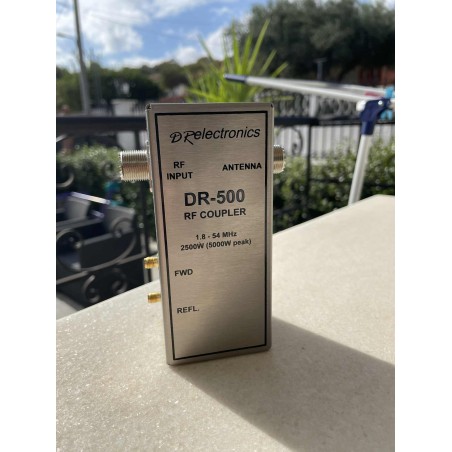 DRelectronics
RF
INPUT
ANTENNA
DR-500
RF COUPLER
1.8 - 54 MHz
2500W (5000W peak)
FWD
REFL.